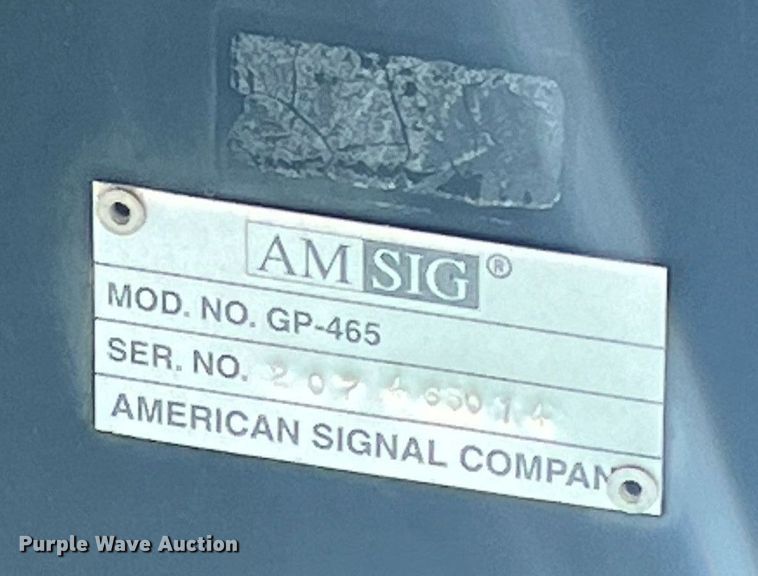 AMSIG®
MOD. NO. GP-465
SER. NO.
AMERICAN SIGNAL COMPAN
Purple Wave Auction